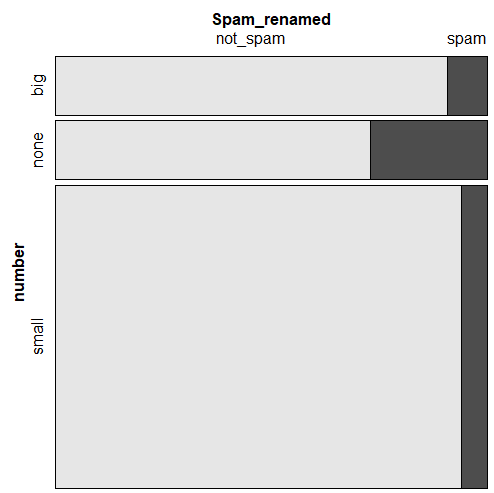 Spam_renamed
not_spam spam
big
none
number
small